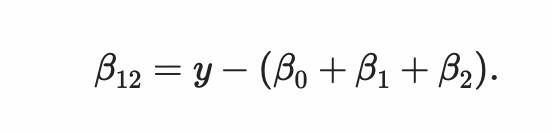 β₁₂ = y − (β₀ + β₁ + β₂).